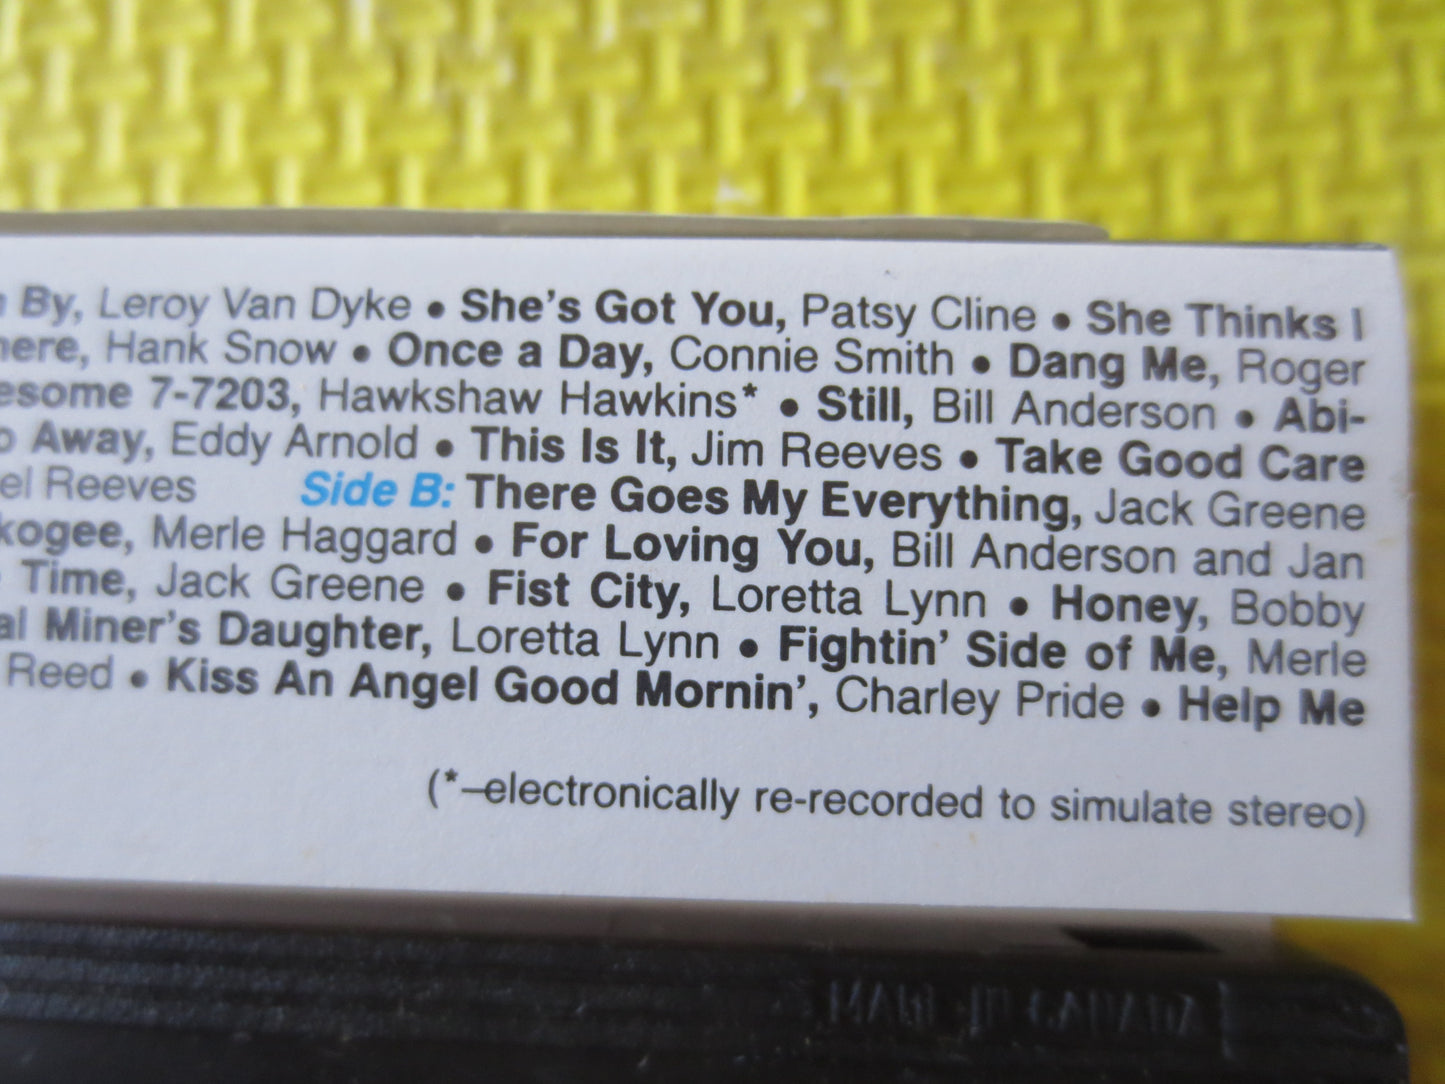 By, Leroy Van Dyke • She's Got You, Patsy Cline • She Thinks I
here, Hank Snow • Once a Day, Connie Smith • Dang Me, Roger
esome 7-7203, Hawkshaw Hawkins* • Still, Bill Anderson • Abi-
o Away, Eddy Arnold • This Is It, Jim Reeves • Take Good Care
el Reeves Side B: There Goes My Everything, Jack Greene
kogee, Merle Haggard • For Loving You, Bill Anderson and Jan
Time, Jack Greene • Fist City, Loretta Lynn • Honey, Bobby
al Miner's Daughter, Loretta Lynn • Fightin' Side of Me, Merle
Reed • Kiss An Angel Good Mornin', Charley Pride • Help Me
(*–electronically re-recorded to simulate stereo)
MADE IN CANADA